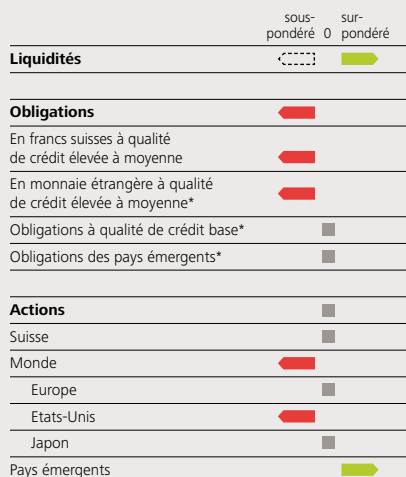 sous- sur-
pondéré 0 pondéré
Liquidités
Obligations
En francs suisses à qualité
de crédit élevée à moyenne
En monnaie étrangère à qualité
de crédit élevée à moyenne*
Obligations à qualité de crédit base*
Obligations des pays émergents*
Actions
Suisse
Monde
Europe
Etats-Unis
Japon
Pays émergents